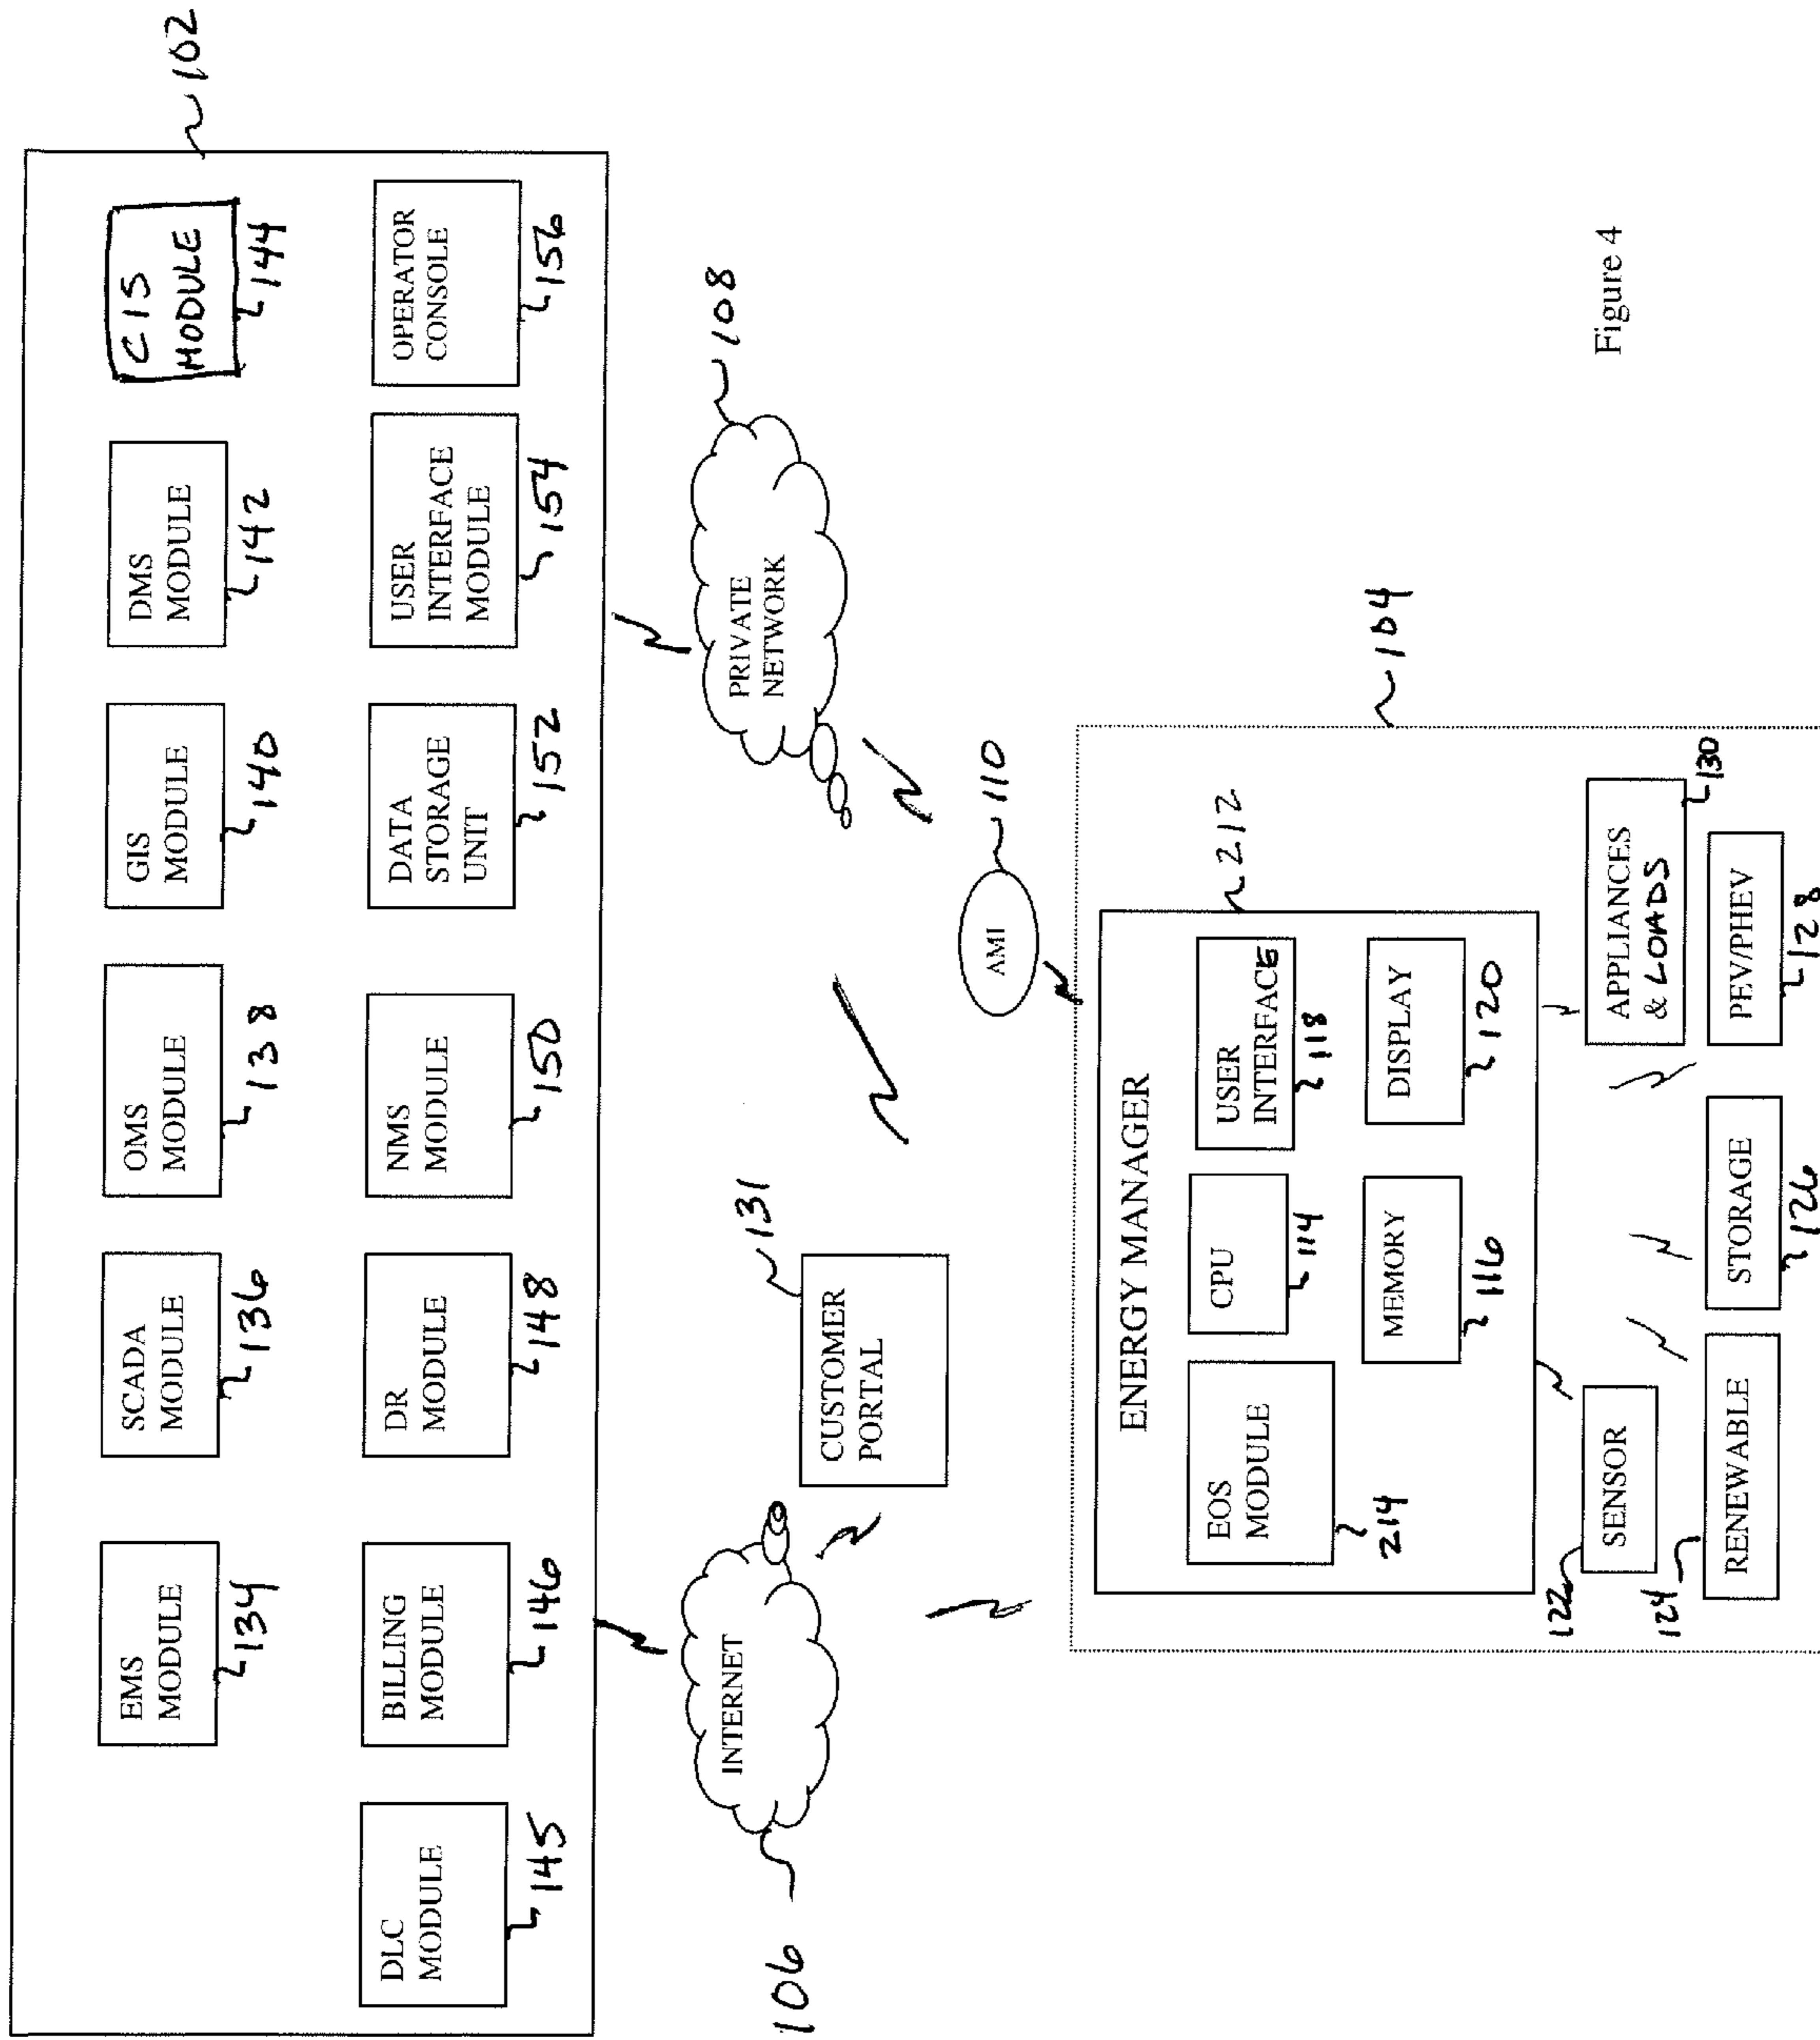 102
EMS
MODULE
134
SCADA
MODULE
136
OMS
MODULE
138
GIS
MODULE
140
DMS
MODULE
142
CIS
MODULE
144
DLC
MODULE
145
BILLING
MODULE
146
DR
MODULE
148
NMS
MODULE
150
DATA
STORAGE
UNIT
152
USER
INTERFACE
MODULE
154
OPERATOR
CONSOLE
156
106
INTERNET
CUSTOMER
PORTAL
131
PRIVATE
NETWORK
108
AMI
110
104
ENERGY MANAGER
212
EOS
MODULE
214
CPU
114
USER
INTERFACE
118
MEMORY
116
DISPLAY
120
122
SENSOR
APPLIANCES
& LOADS
130
124
RENEWABLE
STORAGE
126
PEV/PHEV
128
Figure 4